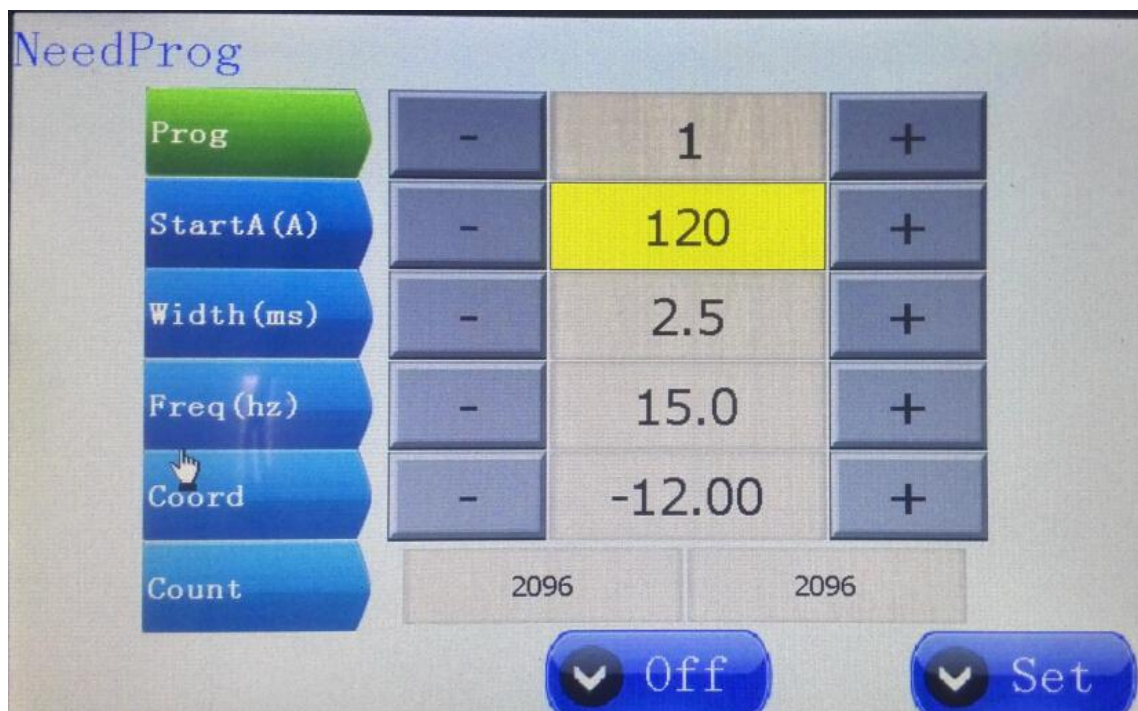 NeedProg
Prog - 1 +
StartA(A) - 120 +
Width(ms) - 2.5 +
Freq(hz) - 15.0 +
Coord - -12.00 +
Count 2096 2096
Off Set